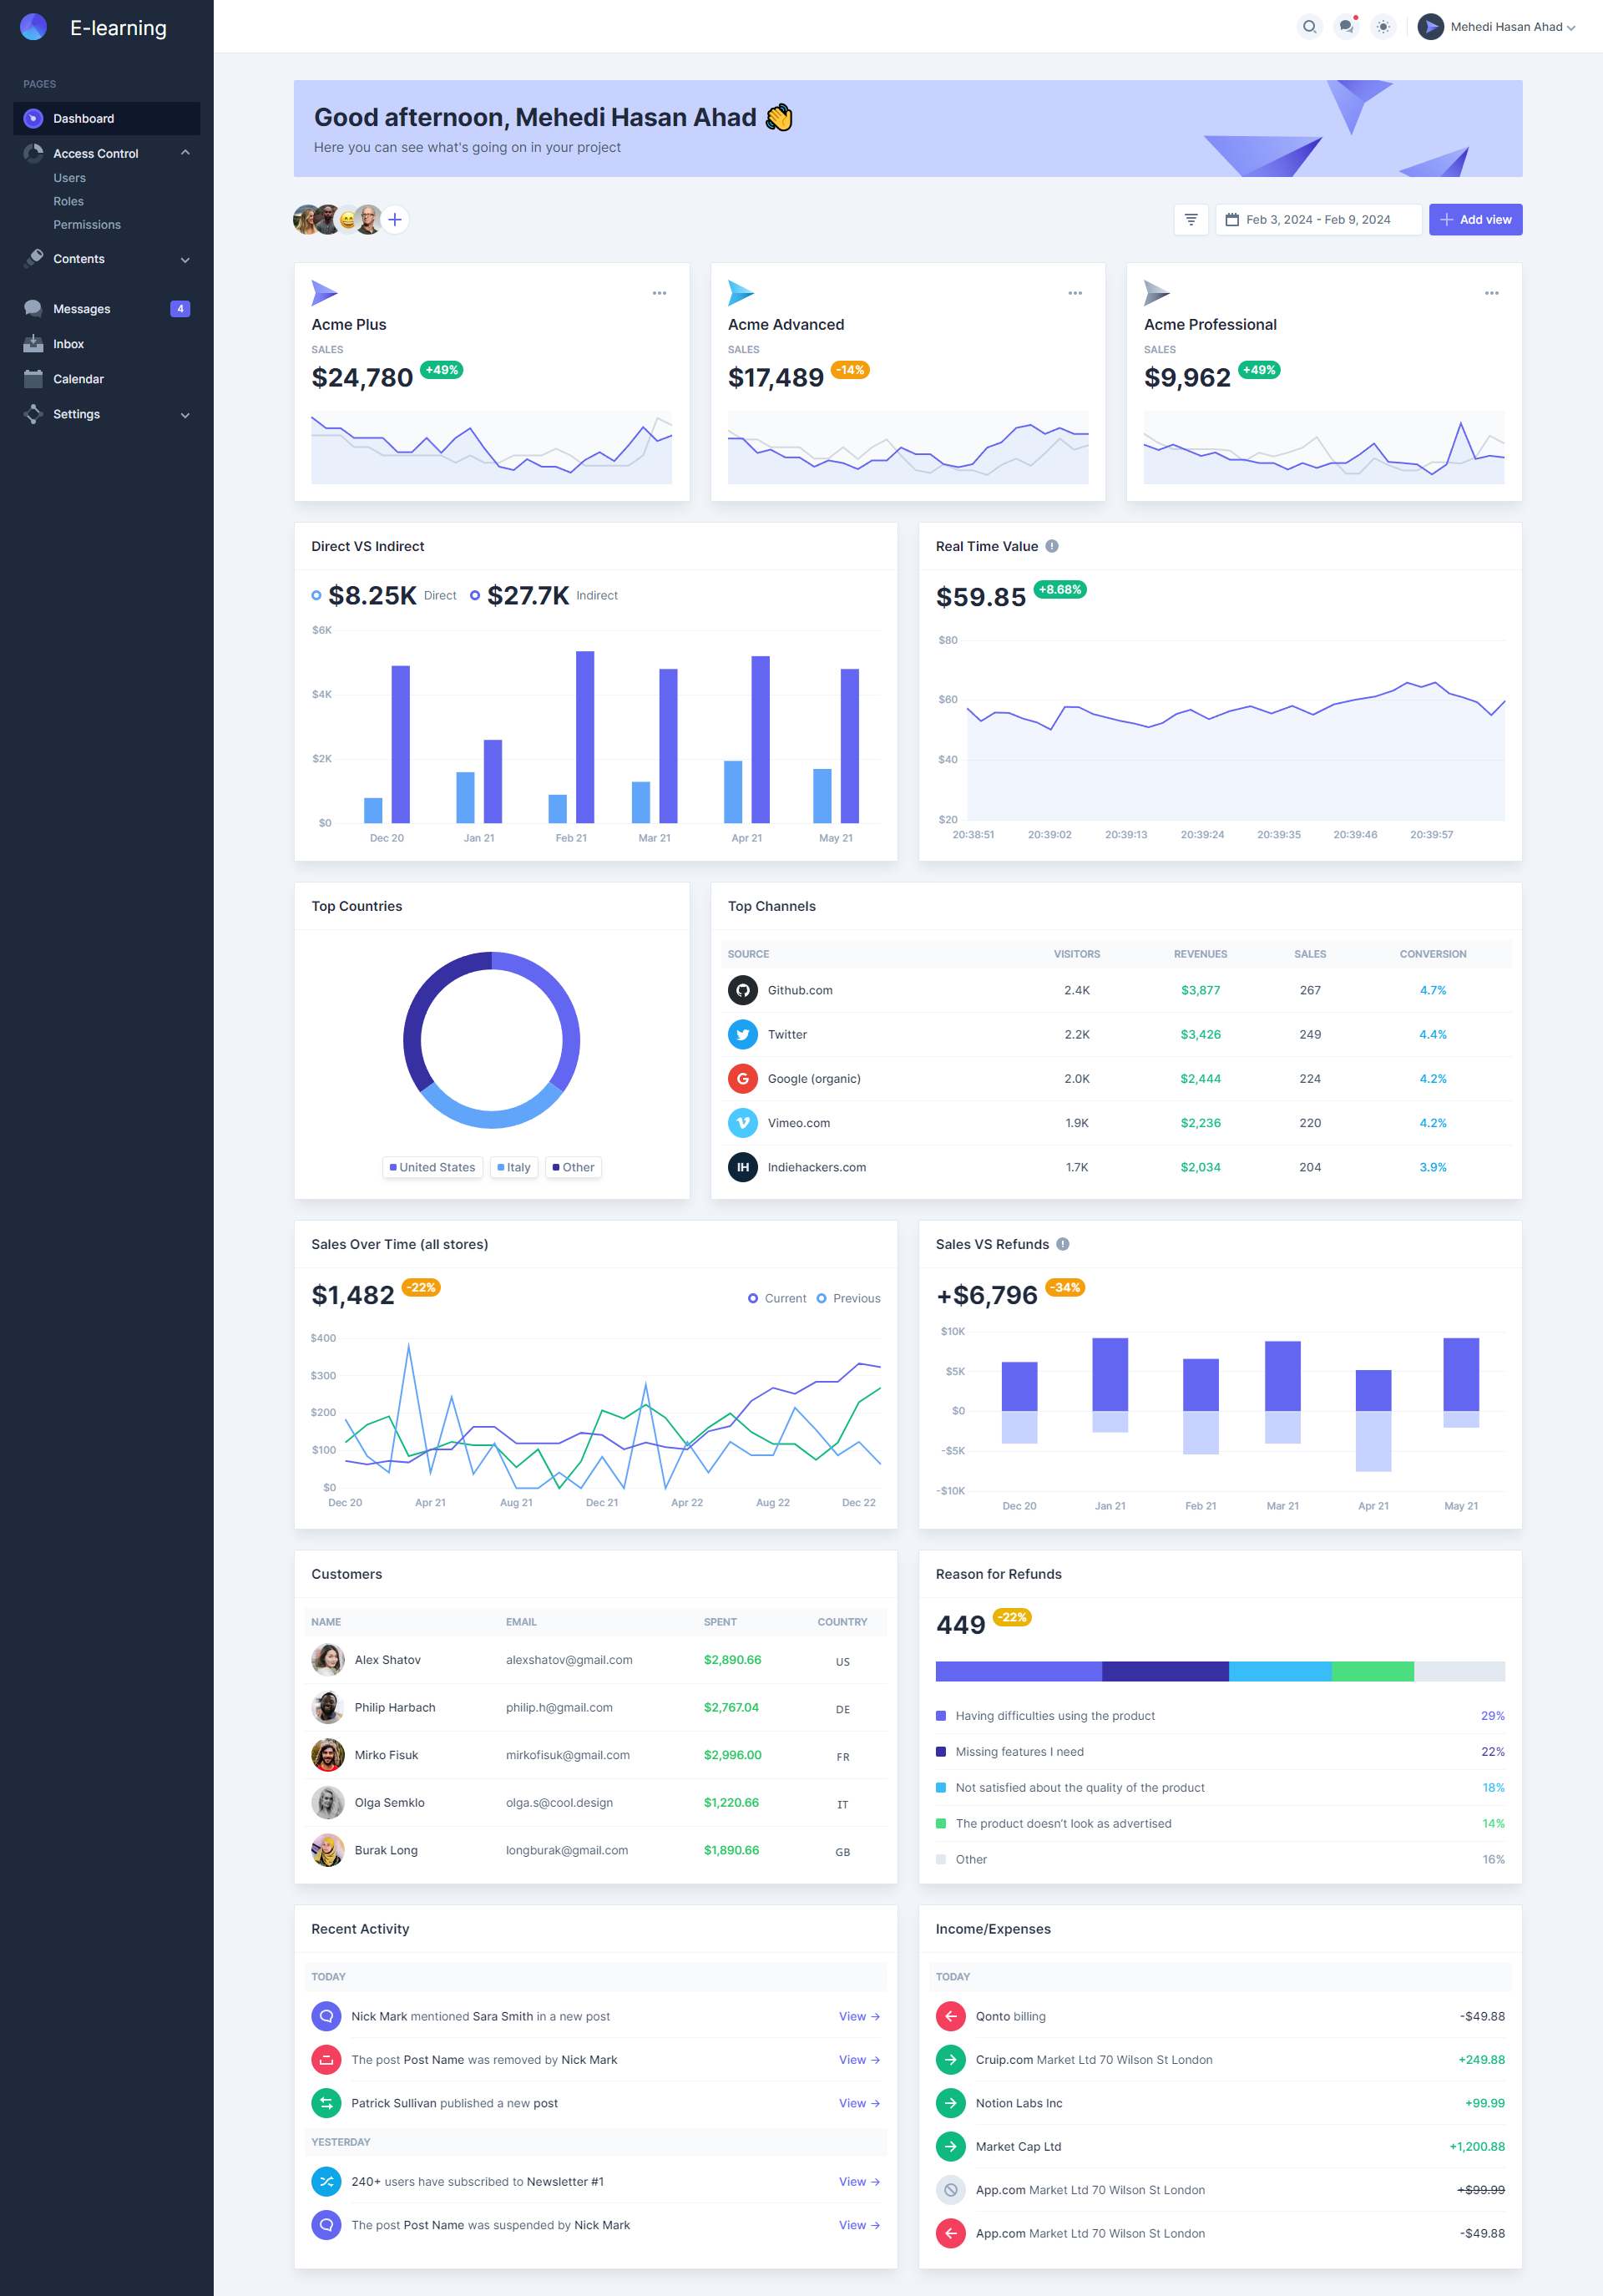 E-learning
PAGES
Dashboard
Access Control
Users
Roles
Permissions
Contents
Messages 4
Inbox
Calendar
Settings
Mehedi Hasan Ahad
Good afternoon, Mehedi Hasan Ahad 👋
Here you can see what's going on in your project
Feb 3, 2024 - Feb 9, 2024
Add view
Acme Plus
SALES
$24,780 +49%
Acme Advanced
SALES
$17,489 -14%
Acme Professional
SALES
$9,962 +49%
Direct VS Indirect
$8.25K Direct $27.7K Indirect
$6K
$4K
$2K
$0
Dec 20 Jan 21 Feb 21 Mar 21 Apr 21 May 21
Real Time Value
$59.85 +8.68%
$80
$60
$40
$20
20:38:51 20:39:02 20:39:13 20:39:24 20:39:35 20:39:46 20:39:57
Top Countries
United States Italy Other
Top Channels
SOURCE VISITORS REVENUES SALES CONVERSION
Github.com 2.4K $3,877 267 4.7%
Twitter 2.2K $3,426 249 4.4%
Google (organic) 2.0K $2,444 224 4.2%
Vimeo.com 1.9K $2,236 220 4.2%
IH Indiehackers.com 1.7K $2,034 204 3.9%
Sales Over Time (all stores)
$1,482 -22%
Current Previous
$400
$300
$200
$100
$0
Dec 20 Apr 21 Aug 21 Dec 21 Apr 22 Aug 22 Dec 22
Sales VS Refunds
+$6,796 -34%
$10K
$5K
$0
-$5K
-$10K
Dec 20 Jan 21 Feb 21 Mar 21 Apr 21 May 21
Customers
NAME EMAIL SPENT COUNTRY
Alex Shatov alexshatov@gmail.com $2,890.66 US
Philip Harbach philip.h@gmail.com $2,767.04 DE
Mirko Fisuk mirkofisuk@gmail.com $2,996.00 FR
Olga Semklo olga.s@cool.design $1,220.66 IT
Burak Long longburak@gmail.com $1,890.66 GB
Reason for Refunds
449 -22%
Having difficulties using the product 29%
Missing features I need 22%
Not satisfied about the quality of the product 18%
The product doesn't look as advertised 14%
Other 16%
Recent Activity
TODAY
Nick Mark mentioned Sara Smith in a new post View ->
The post Post Name was removed by Nick Mark View ->
Patrick Sullivan published a new post View ->
YESTERDAY
240+ users have subscribed to Newsletter #1 View ->
The post Post Name was suspended by Nick Mark View ->
Income/Expenses
TODAY
Qonto billing -$49.88
Cruip.com Market Ltd 70 Wilson St London +249.88
Notion Labs Inc +99.99
Market Cap Ltd +1,200.88
App.com Market Ltd 70 Wilson St London +$99.99
App.com Market Ltd 70 Wilson St London -$49.88